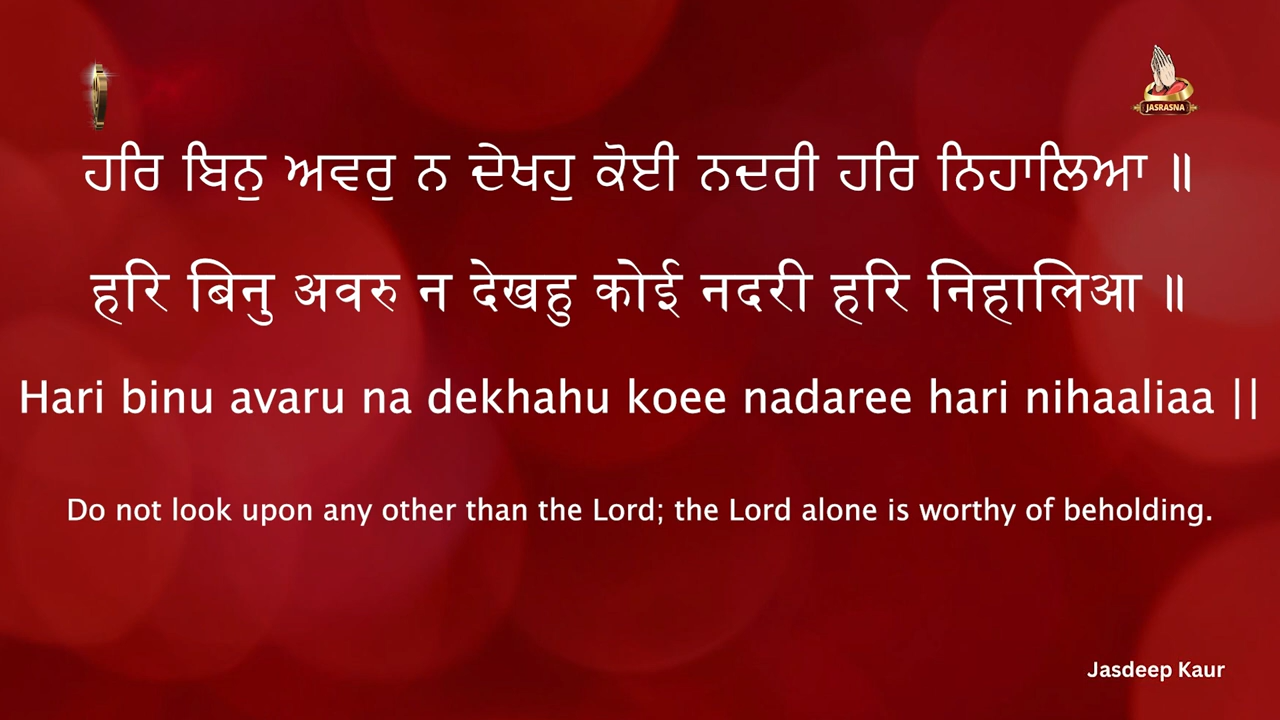 JASRASNA
ਹਰਿ ਬਿਨੁ ਅਵਰੁ ਨ ਦੇਖਹੁ ਕੋਈ ਨਦਰੀ ਹਰਿ ਨਿਹਾਲਿਆ ॥
हरि बिनु अवरु न देखहु कोई नदरी हरि निहालिआ ॥
Hari binu avaru na dekhahu koee nadaree hari nihaaliaa ||
Do not look upon any other than the Lord; the Lord alone is worthy of beholding.
Jasdeep Kaur